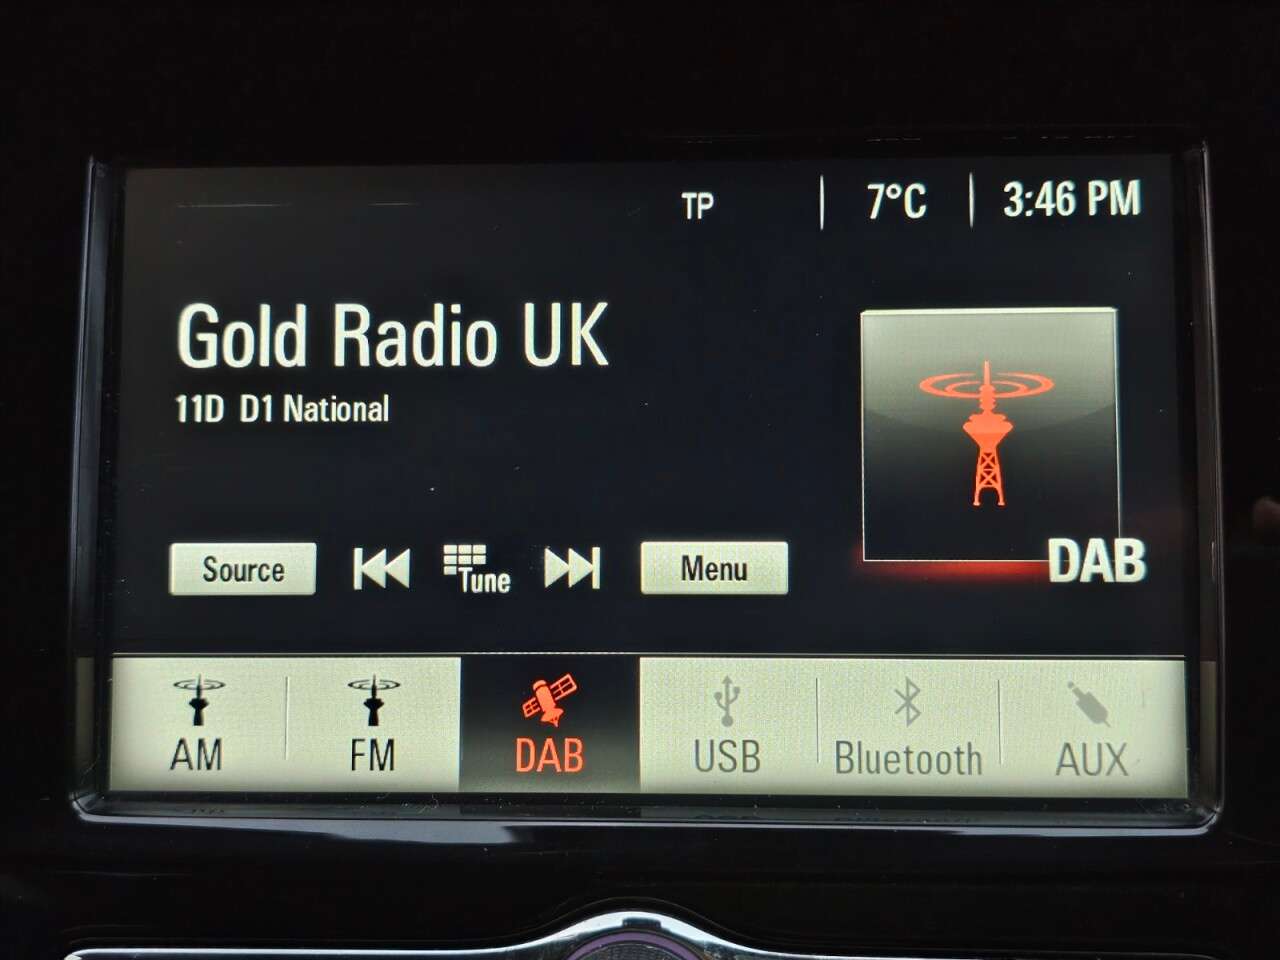 TP 7°C 3:46 PM
Gold Radio UK
11D D1 National
Source Tune Menu
DAB
AM FM DAB USB Bluetooth AUX